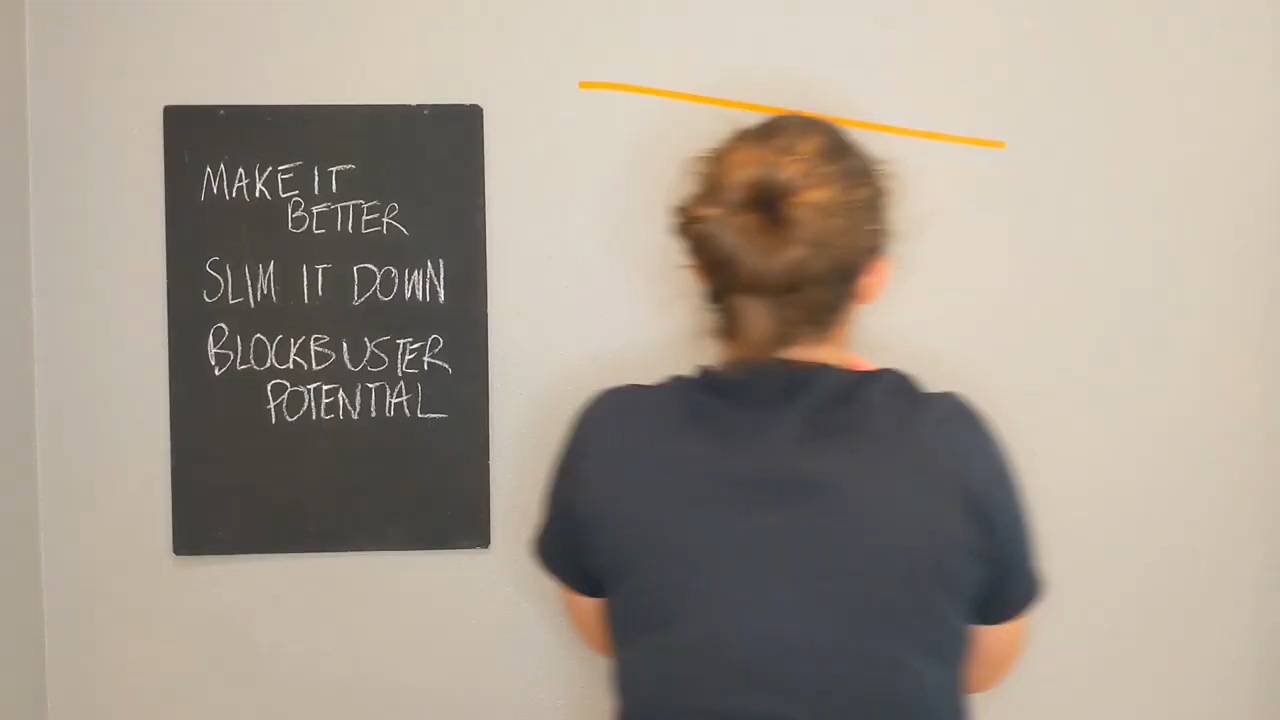 MAKE IT
BETTER
SLIM IT DOWN
BLOCKBUSTER
POTENTIAL